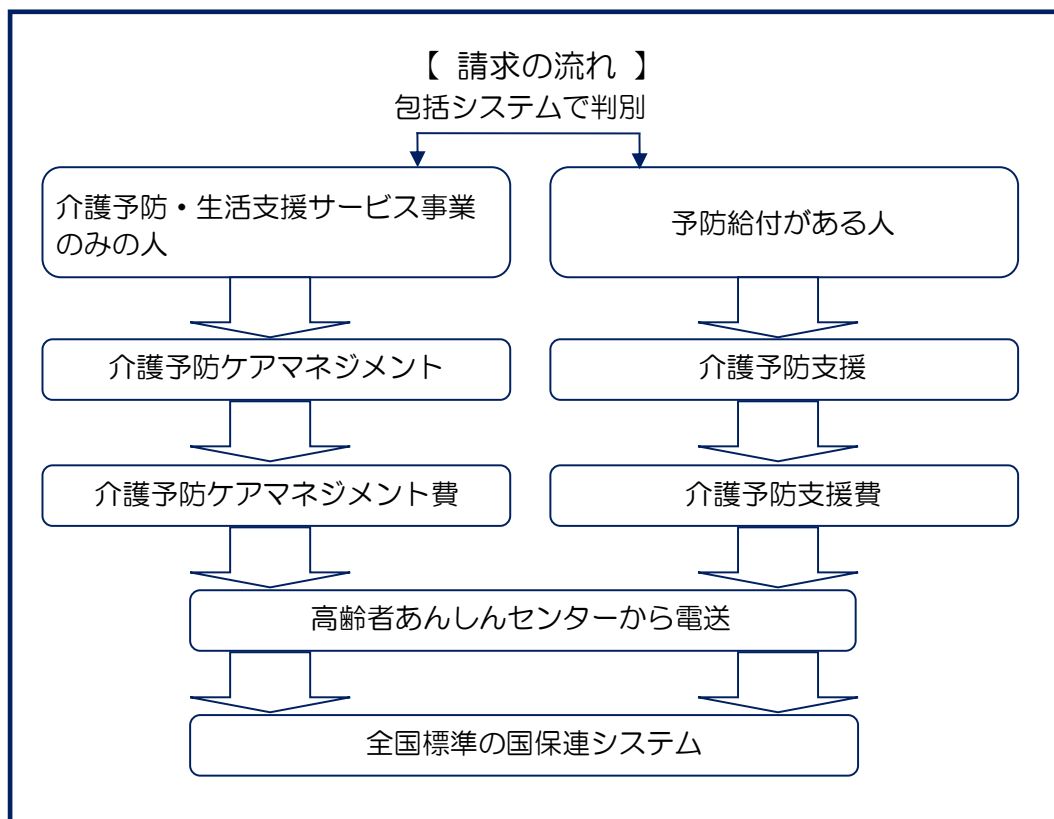 【 請求の流れ 】
包括システムで判別
介護予防・生活支援サービス事業
のみの人
予防給付がある人
介護予防ケアマネジメント
介護予防支援
介護予防ケアマネジメント費
介護予防支援費
高齢者あんしんセンターから電送
全国標準の国保連システム